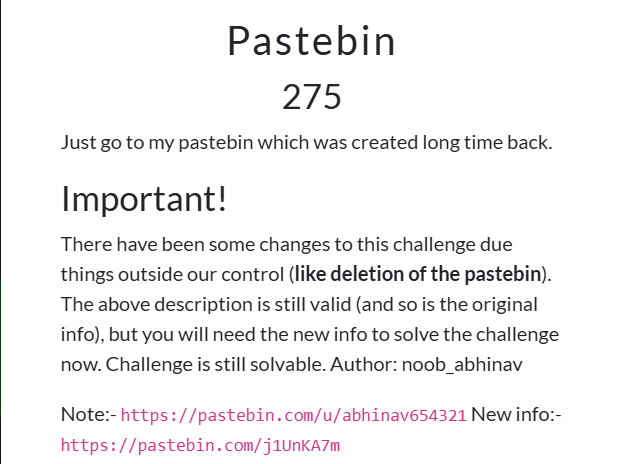 Pastebin
275
Just go to my pastebin which was created long time back.
Important!
There have been some changes to this challenge due
things outside our control (like deletion of the pastebin).
The above description is still valid (and so is the original
info), but you will need the new info to solve the challenge
now. Challenge is still solvable. Author: noob_abhinav
Note:- https://pastebin.com/u/abhinav654321 New info:-
https://pastebin.com/j1UnKA7m